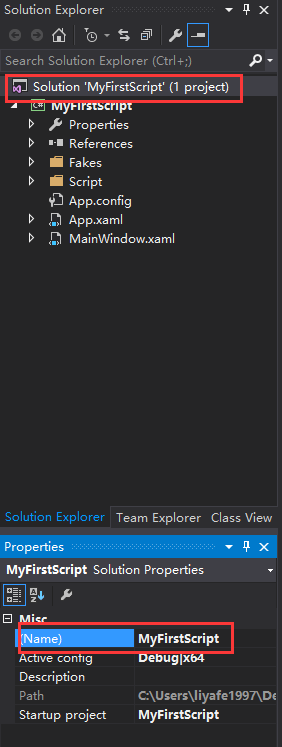 Solution Explorer
Search Solution Explorer (Ctrl+;)
Solution 'MyFirstScript' (1 project)
C# MyFirstScript
Properties
References
Fakes
Script
App.config
App.xaml
MainWindow.xaml
Solution Explorer Team Explorer Class View
Properties
MyFirstScript Solution Properties
Misc
(Name) MyFirstScript
Active config Debug|x64
Description
Path C:\Users\liyafe1997\De
Startup project MyFirstScript